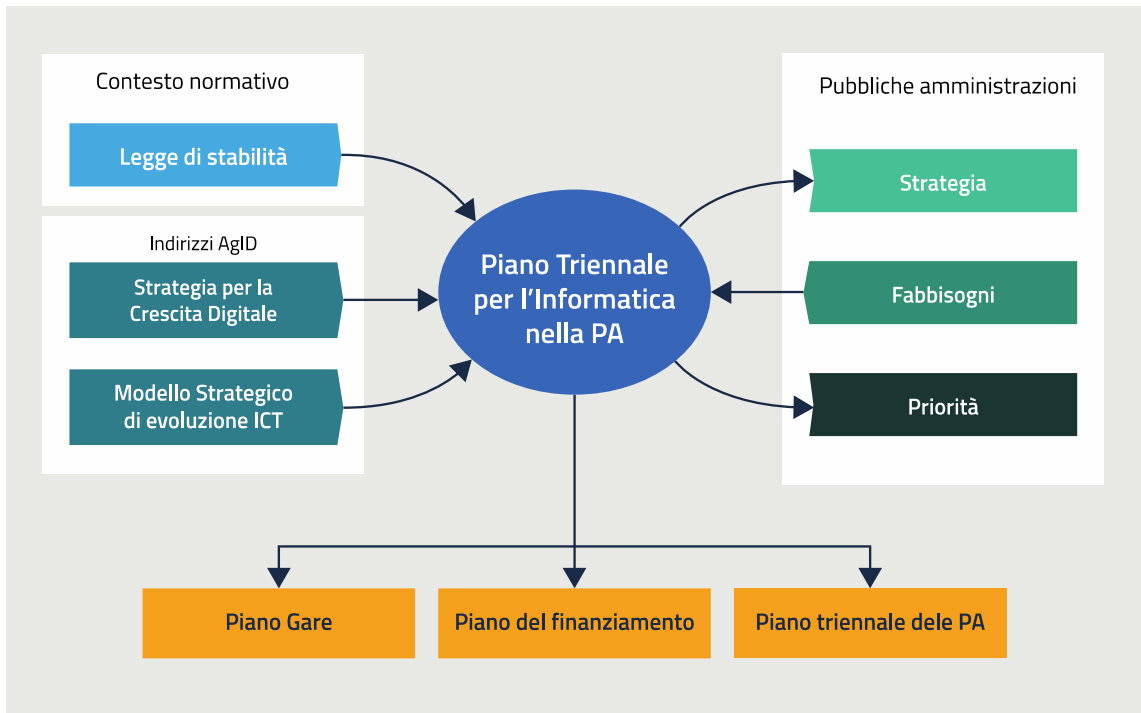 Contesto normativo
Legge di stabilità
Indirizzi AgID
Strategia per la
Crescita Digitale
Modello Strategico
di evoluzione ICT
Piano Triennale
per l'Informatica
nella PA
Pubbliche amministrazioni
Strategia
Fabbisogni
Priorità
Piano Gare
Piano del finanziamento
Piano triennale dele PA